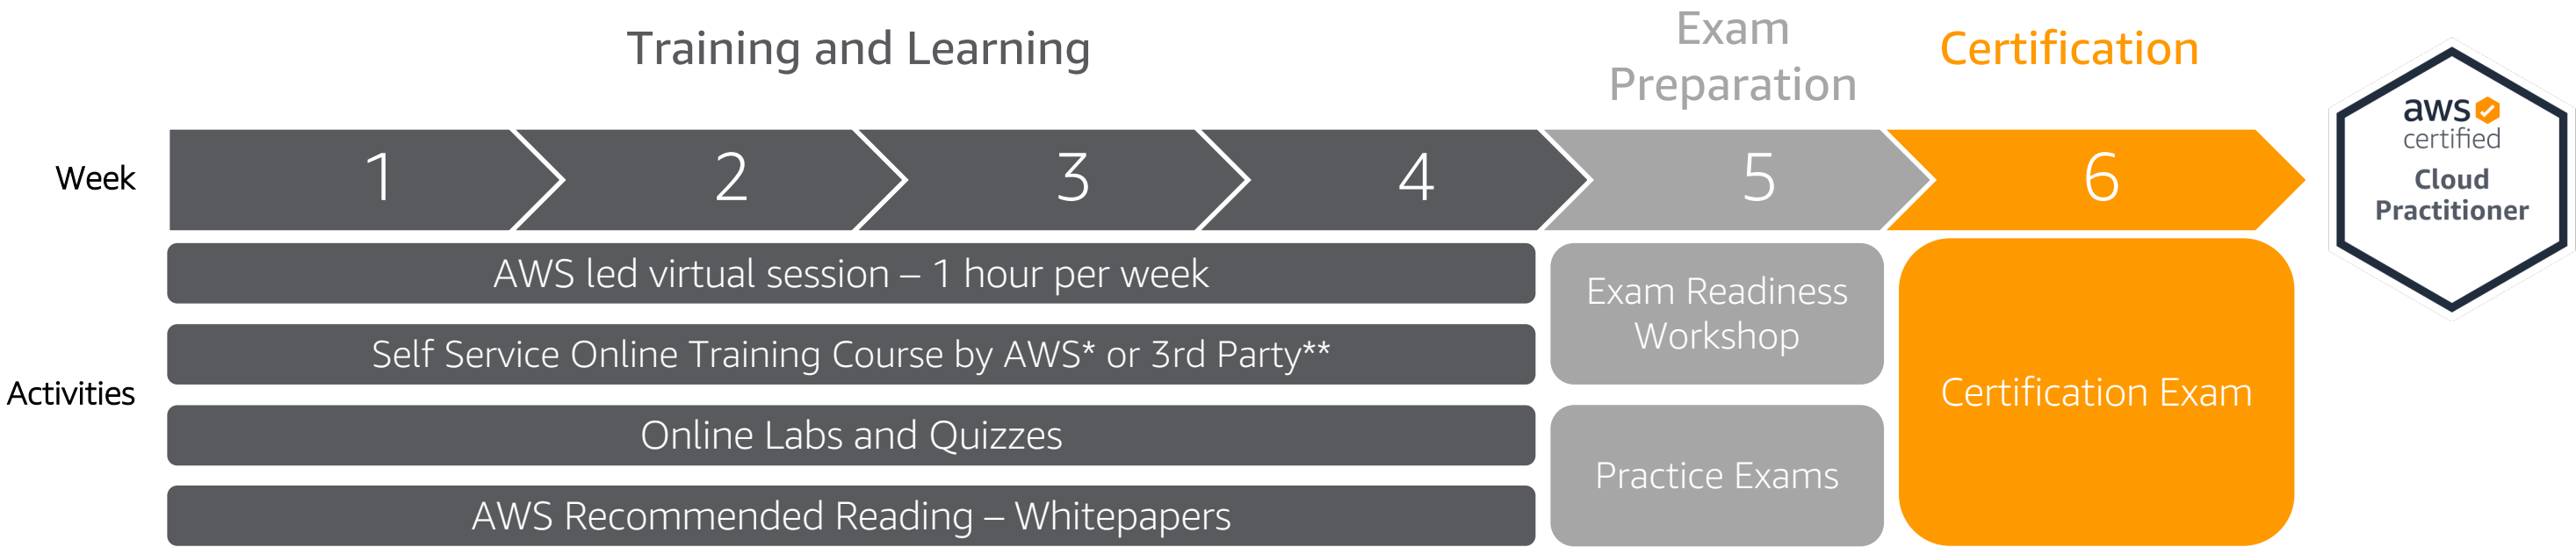 Training and Learning
Exam
Preparation
Certification
aws
certified
Cloud
Practitioner
Week
1
2
3
4
5
6
Activities
AWS led virtual session – 1 hour per week
Self Service Online Training Course by AWS* or 3rd Party**
Online Labs and Quizzes
AWS Recommended Reading – Whitepapers
Exam Readiness
Workshop
Practice Exams
Certification Exam